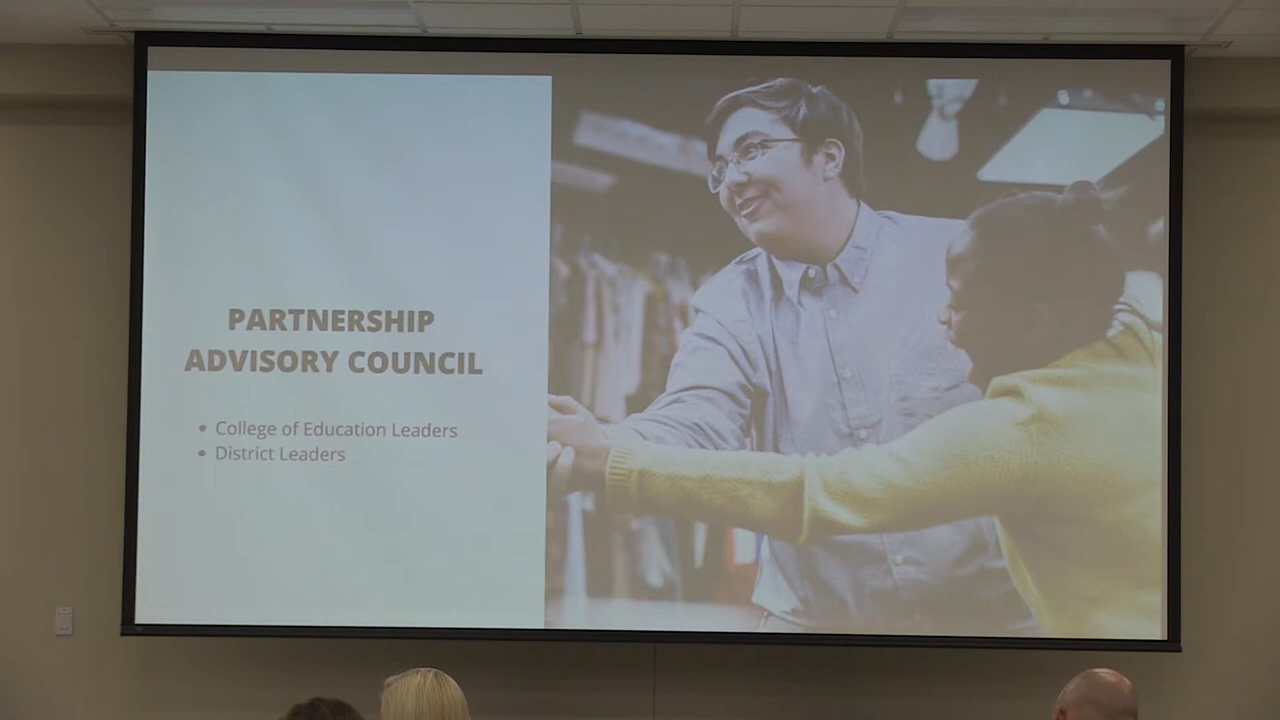 PARTNERSHIP
ADVISORY COUNCIL
• College of Education Leaders
• District Leaders